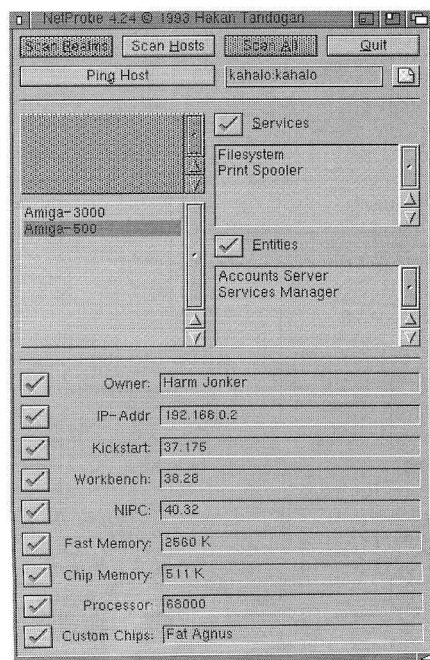 NetProbe 4.24 © 1993 Hakan Tandogan
Scan Realms Scan Hosts Scan All Quit
Ping Host kahalo:kahalo
Services
Filesystem
Print Spooler
Amiga-3000
Amiga-500
Entities
Accounts Server
Services Manager
Owner: Harm Jonker
IP-Addr 192.168.0.2
Kickstart: 37.175
Workbench: 38.28
NIPC: 40.32
Fast Memory: 2560 K
Chip Memory: 511 K
Processor: 68000
Custom Chips: Fat Agnus